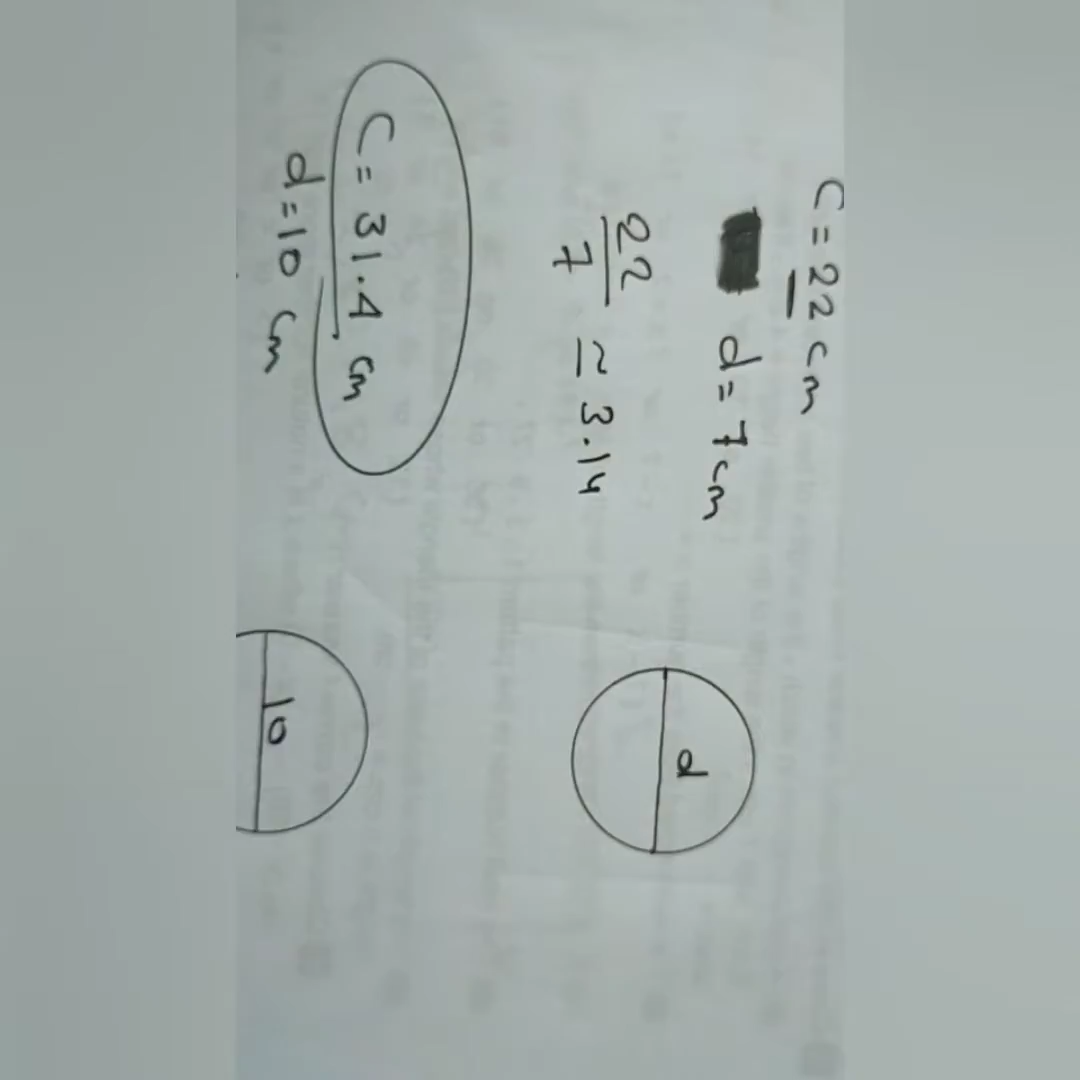 C = 22 cm
d = 7 cm
22
7
≃ 3.14
d
C = 31.4 cm
d = 10 cm
10